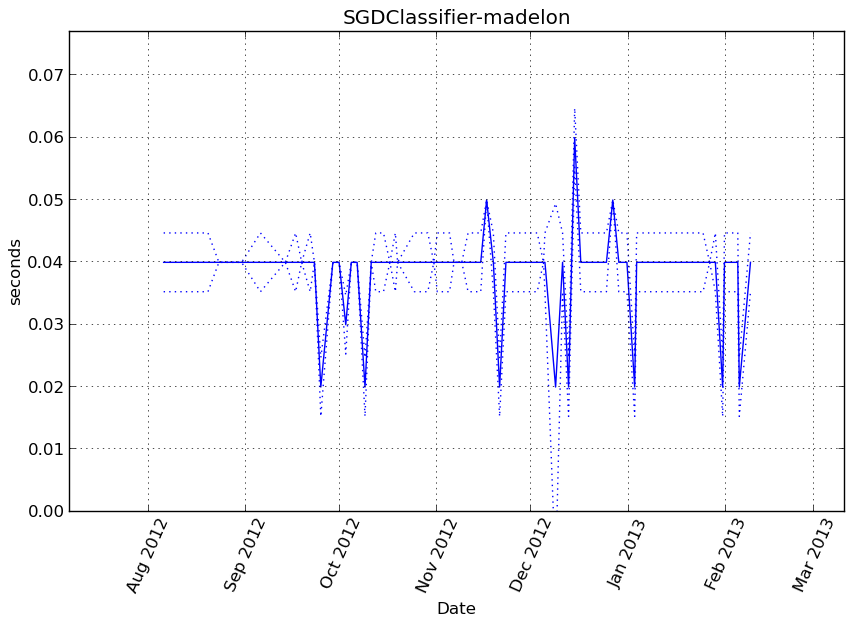 SGDClassifier-madelon
0.07
0.06
0.05
0.04
0.03
0.02
0.01
0.00
seconds
Aug 2012
Sep 2012
Oct 2012
Nov 2012
Dec 2012
Jan 2013
Feb 2013
Mar 2013
Date